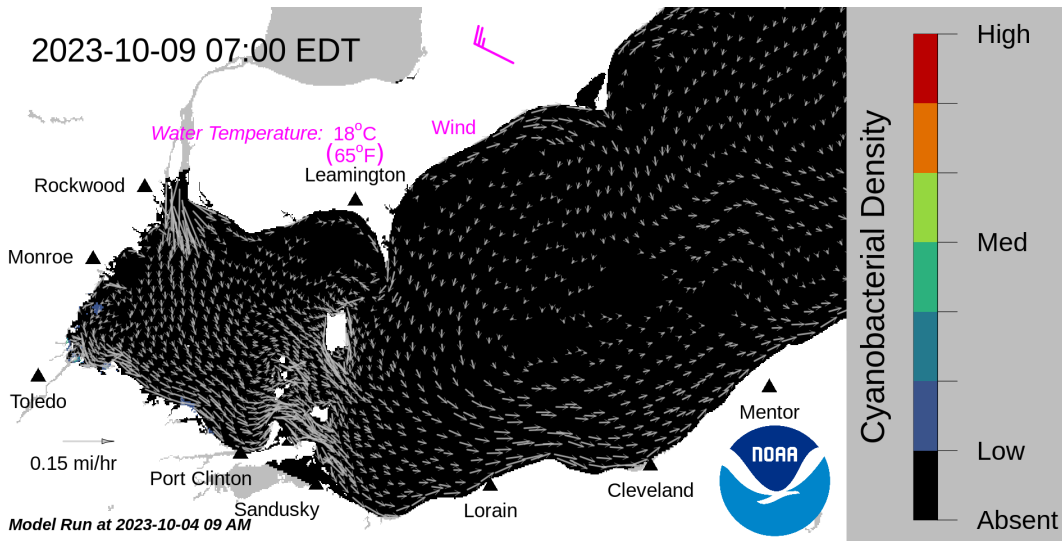 2023-10-09 07:00 EDT
Water Temperature: 18°C
(65°F)
Wind
Leamington
Rockwood
Monroe
Toledo
0.15 mi/hr
Port Clinton
Sandusky
Lorain
Cleveland
Mentor
NOAA
Model Run at 2023-10-04 09 AM
Cyanobacterial Density
High
Med
Low
Absent